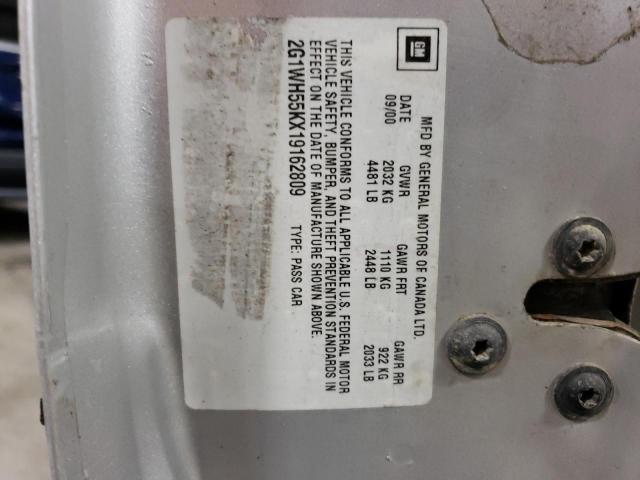 GM
MFD BY GENERAL MOTORS OF CANADA LTD.
DATE GVWR GAWR FRT GAWR RR
09/00 2032 KG 1110 KG 922 KG
4481 LB 2448 LB 2033 LB
THIS VEHICLE CONFORMS TO ALL APPLICABLE U.S. FEDERAL MOTOR
VEHICLE SAFETY, BUMPER, AND THEFT PREVENTION STANDARDS IN
EFFECT ON THE DATE OF MANUFACTURE SHOWN ABOVE.
2G1WH55KX19162809 TYPE: PASS CAR